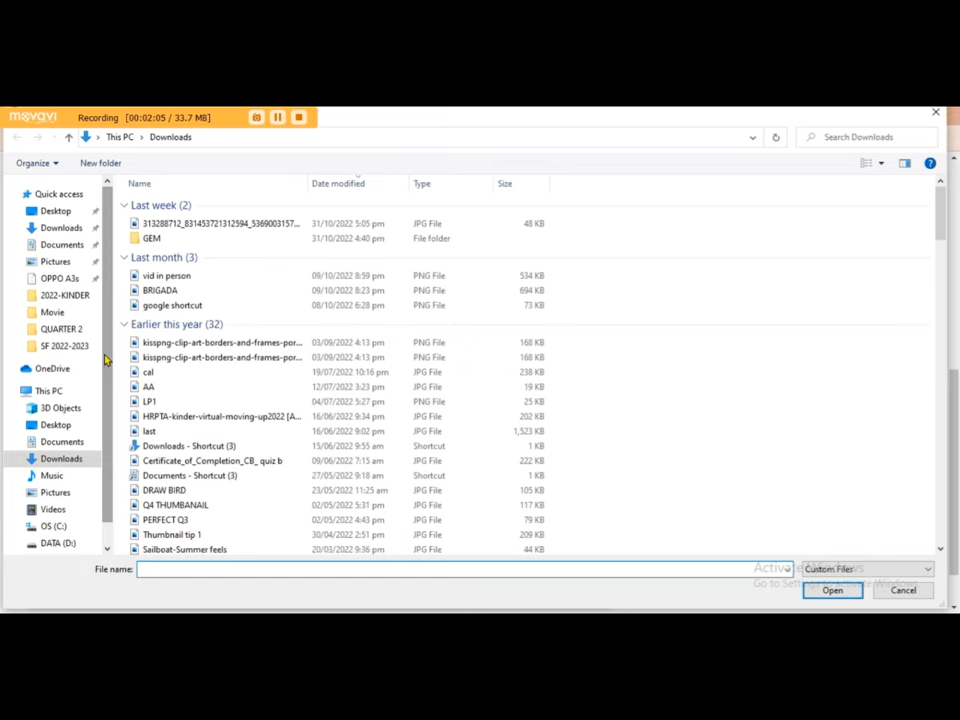 movavi Recording [00:02:05 / 33.7 MB]
This PC > Downloads
Search Downloads
Organize
New folder
Name Date modified Type Size
Quick access
Desktop
Downloads
Documents
Pictures
OPPO A3s
2022-KINDER
Movie
QUARTER 2
SF 2022-2023
OneDrive
This PC
3D Objects
Desktop
Documents
Downloads
Music
Pictures
Videos
OS (C:)
DATA (D:)
Last week (2)
313288712_831453721312594_5369003157... 31/10/2022 5:05 pm JPG File 48 KB
GEM 31/10/2022 4:40 pm File folder
Last month (3)
vid in person 09/10/2022 8:59 pm PNG File 534 KB
BRIGADA 09/10/2022 8:23 pm PNG File 694 KB
google shortcut 08/10/2022 6:28 pm PNG File 73 KB
Earlier this year (32)
kisspng-clip-art-borders-and-frames-por... 03/09/2022 4:13 pm PNG File 168 KB
kisspng-clip-art-borders-and-frames-por... 03/09/2022 4:13 pm PNG File 168 KB
cal 19/07/2022 10:16 pm JPG File 238 KB
AA 12/07/2022 3:23 pm PNG File 19 KB
LP1 04/07/2022 5:27 pm PNG File 25 KB
HRPTA-kinder-virtual-moving-up2022 [A... 16/06/2022 9:34 pm JPG File 202 KB
last 16/06/2022 9:02 pm PNG File 1,523 KB
Downloads - Shortcut (3) 15/06/2022 9:55 am Shortcut 1 KB
Certificate_of_Completion_CB_ quiz b 09/06/2022 7:15 am JPG File 222 KB
Documents - Shortcut (3) 27/05/2022 9:18 am Shortcut 1 KB
DRAW BIRD 23/05/2022 11:25 am JPG File 105 KB
Q4 THUMBNAIL 02/05/2022 5:31 pm JPG File 117 KB
PERFECT Q3 02/05/2022 4:43 pm JPG File 79 KB
Thumbnail tip 1 30/04/2022 2:51 pm JPG File 64 KB
Sailboat-Summer feels 20/03/2022 9:36 pm JPG File 44 KB
File name:
Custom Files
Activate Windows
Go to Settings to activate Windows.
Open Cancel